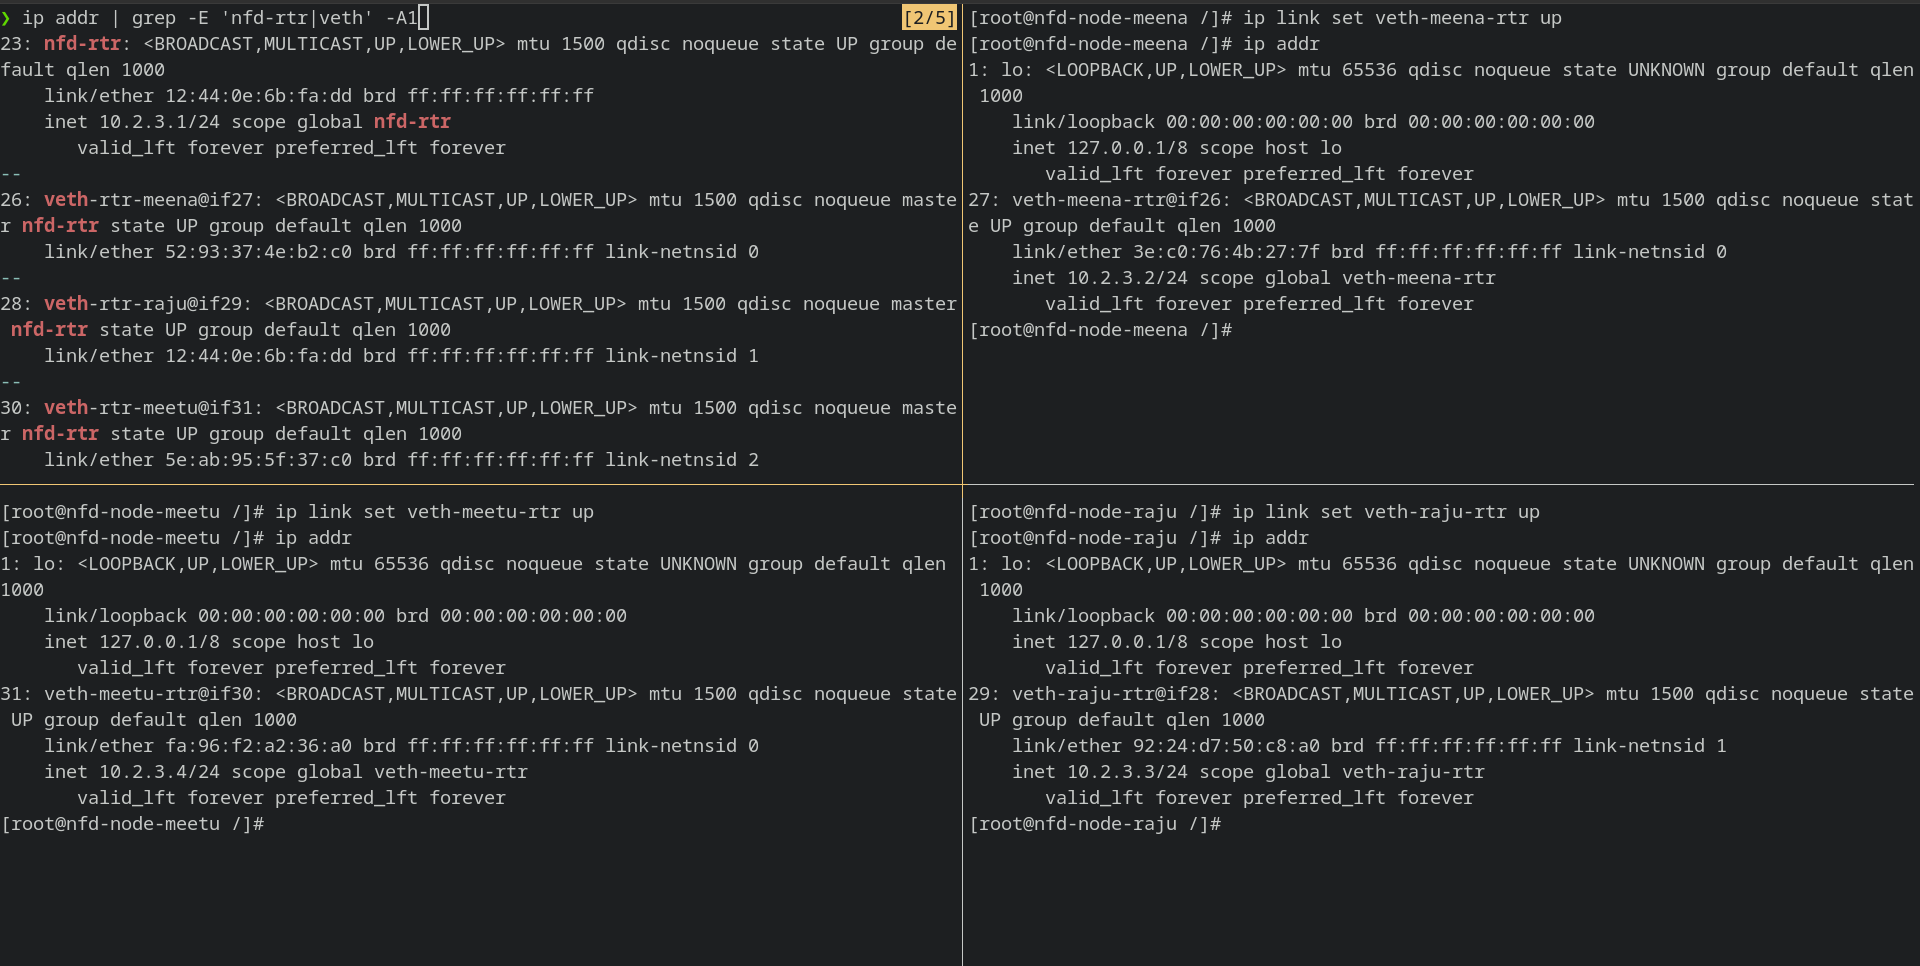 ❯ ip addr | grep -E 'nfd-rtr|veth' -A1
[2/5]
23: nfd-rtr: <BROADCAST,MULTICAST,UP,LOWER_UP> mtu 1500 qdisc noqueue state UP group de
fault qlen 1000
    link/ether 12:44:0e:6b:fa:dd brd ff:ff:ff:ff:ff:ff
    inet 10.2.3.1/24 scope global nfd-rtr
       valid_lft forever preferred_lft forever
--
26: veth-rtr-meena@if27: <BROADCAST,MULTICAST,UP,LOWER_UP> mtu 1500 qdisc noqueue maste
r nfd-rtr state UP group default qlen 1000
    link/ether 52:93:37:4e:b2:c0 brd ff:ff:ff:ff:ff:ff link-netnsid 0
--
28: veth-rtr-raju@if29: <BROADCAST,MULTICAST,UP,LOWER_UP> mtu 1500 qdisc noqueue master
 nfd-rtr state UP group default qlen 1000
    link/ether 12:44:0e:6b:fa:dd brd ff:ff:ff:ff:ff:ff link-netnsid 1
--
30: veth-rtr-meetu@if31: <BROADCAST,MULTICAST,UP,LOWER_UP> mtu 1500 qdisc noqueue maste
r nfd-rtr state UP group default qlen 1000
    link/ether 5e:ab:95:5f:37:c0 brd ff:ff:ff:ff:ff:ff link-netnsid 2
[root@nfd-node-meena /]# ip link set veth-meena-rtr up
[root@nfd-node-meena /]# ip addr
1: lo: <LOOPBACK,UP,LOWER_UP> mtu 65536 qdisc noqueue state UNKNOWN group default qlen
 1000
    link/loopback 00:00:00:00:00:00 brd 00:00:00:00:00:00
    inet 127.0.0.1/8 scope host lo
       valid_lft forever preferred_lft forever
27: veth-meena-rtr@if26: <BROADCAST,MULTICAST,UP,LOWER_UP> mtu 1500 qdisc noqueue stat
e UP group default qlen 1000
    link/ether 3e:c0:76:4b:27:7f brd ff:ff:ff:ff:ff:ff link-netnsid 0
    inet 10.2.3.2/24 scope global veth-meena-rtr
       valid_lft forever preferred_lft forever
[root@nfd-node-meena /]#
[root@nfd-node-meetu /]# ip link set veth-meetu-rtr up
[root@nfd-node-meetu /]# ip addr
1: lo: <LOOPBACK,UP,LOWER_UP> mtu 65536 qdisc noqueue state UNKNOWN group default qlen
1000
    link/loopback 00:00:00:00:00:00 brd 00:00:00:00:00:00
    inet 127.0.0.1/8 scope host lo
       valid_lft forever preferred_lft forever
31: veth-meetu-rtr@if30: <BROADCAST,MULTICAST,UP,LOWER_UP> mtu 1500 qdisc noqueue state
 UP group default qlen 1000
    link/ether fa:96:f2:a2:36:a0 brd ff:ff:ff:ff:ff:ff link-netnsid 0
    inet 10.2.3.4/24 scope global veth-meetu-rtr
       valid_lft forever preferred_lft forever
[root@nfd-node-meetu /]#
[root@nfd-node-raju /]# ip link set veth-raju-rtr up
[root@nfd-node-raju /]# ip addr
1: lo: <LOOPBACK,UP,LOWER_UP> mtu 65536 qdisc noqueue state UNKNOWN group default qlen
 1000
    link/loopback 00:00:00:00:00:00 brd 00:00:00:00:00:00
    inet 127.0.0.1/8 scope host lo
       valid_lft forever preferred_lft forever
29: veth-raju-rtr@if28: <BROADCAST,MULTICAST,UP,LOWER_UP> mtu 1500 qdisc noqueue state
 UP group default qlen 1000
    link/ether 92:24:d7:50:c8:a0 brd ff:ff:ff:ff:ff:ff link-netnsid 1
    inet 10.2.3.3/24 scope global veth-raju-rtr
       valid_lft forever preferred_lft forever
[root@nfd-node-raju /]#